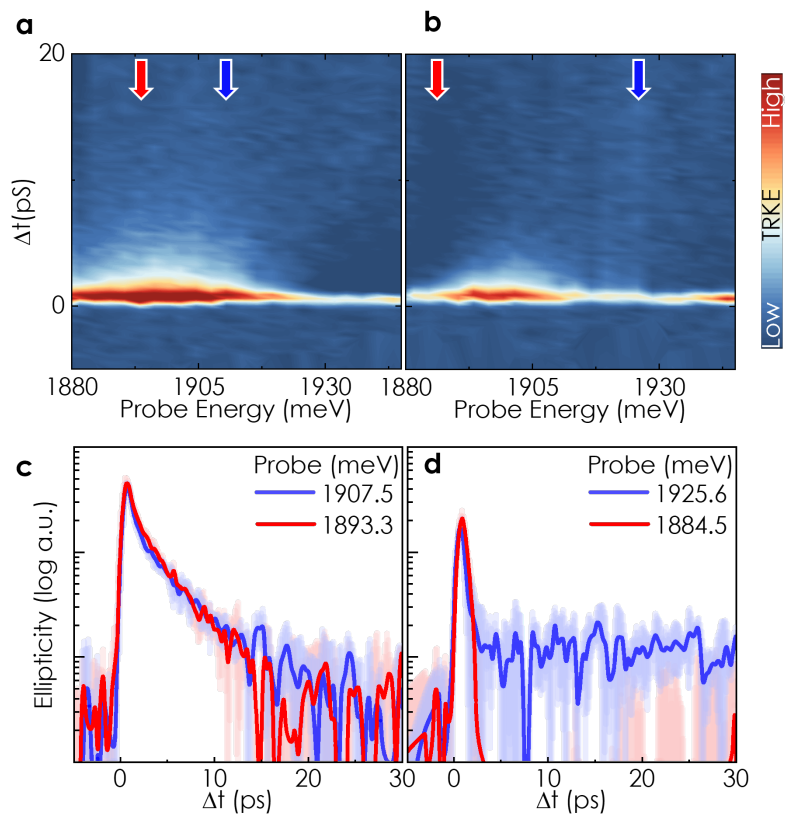 a
b
20
Δt(pS)
0
1880
1905
1930
1880
1905
1930
Probe Energy (meV)
Probe Energy (meV)
High
TRKE
Low
c
Probe (meV)
1907.5
1893.3
d
Probe (meV)
1925.6
1884.5
Ellipticity (log a.u.)
0
10
20
30
0
10
20
30
Δt (ps)
Δt (ps)